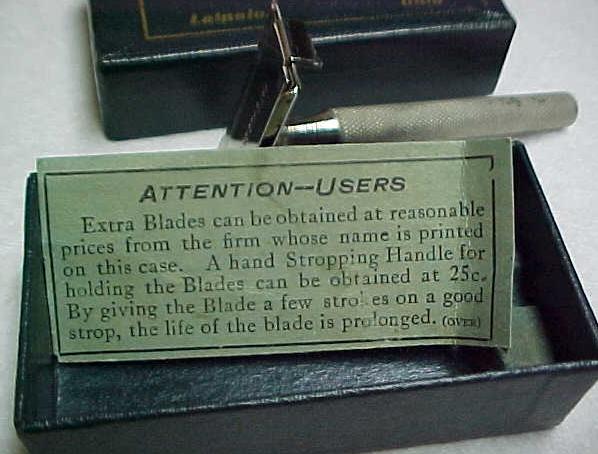 Leipsic
Ohio
ATTENTION—USERS
Extra Blades can be obtained at reasonable
prices from the firm whose name is printed
on this case. A hand Stropping Handle for
holding the Blades can be obtained at 25c.
By giving the Blade a few strokes on a good
strop, the life of the blade is prolonged. (OVER)